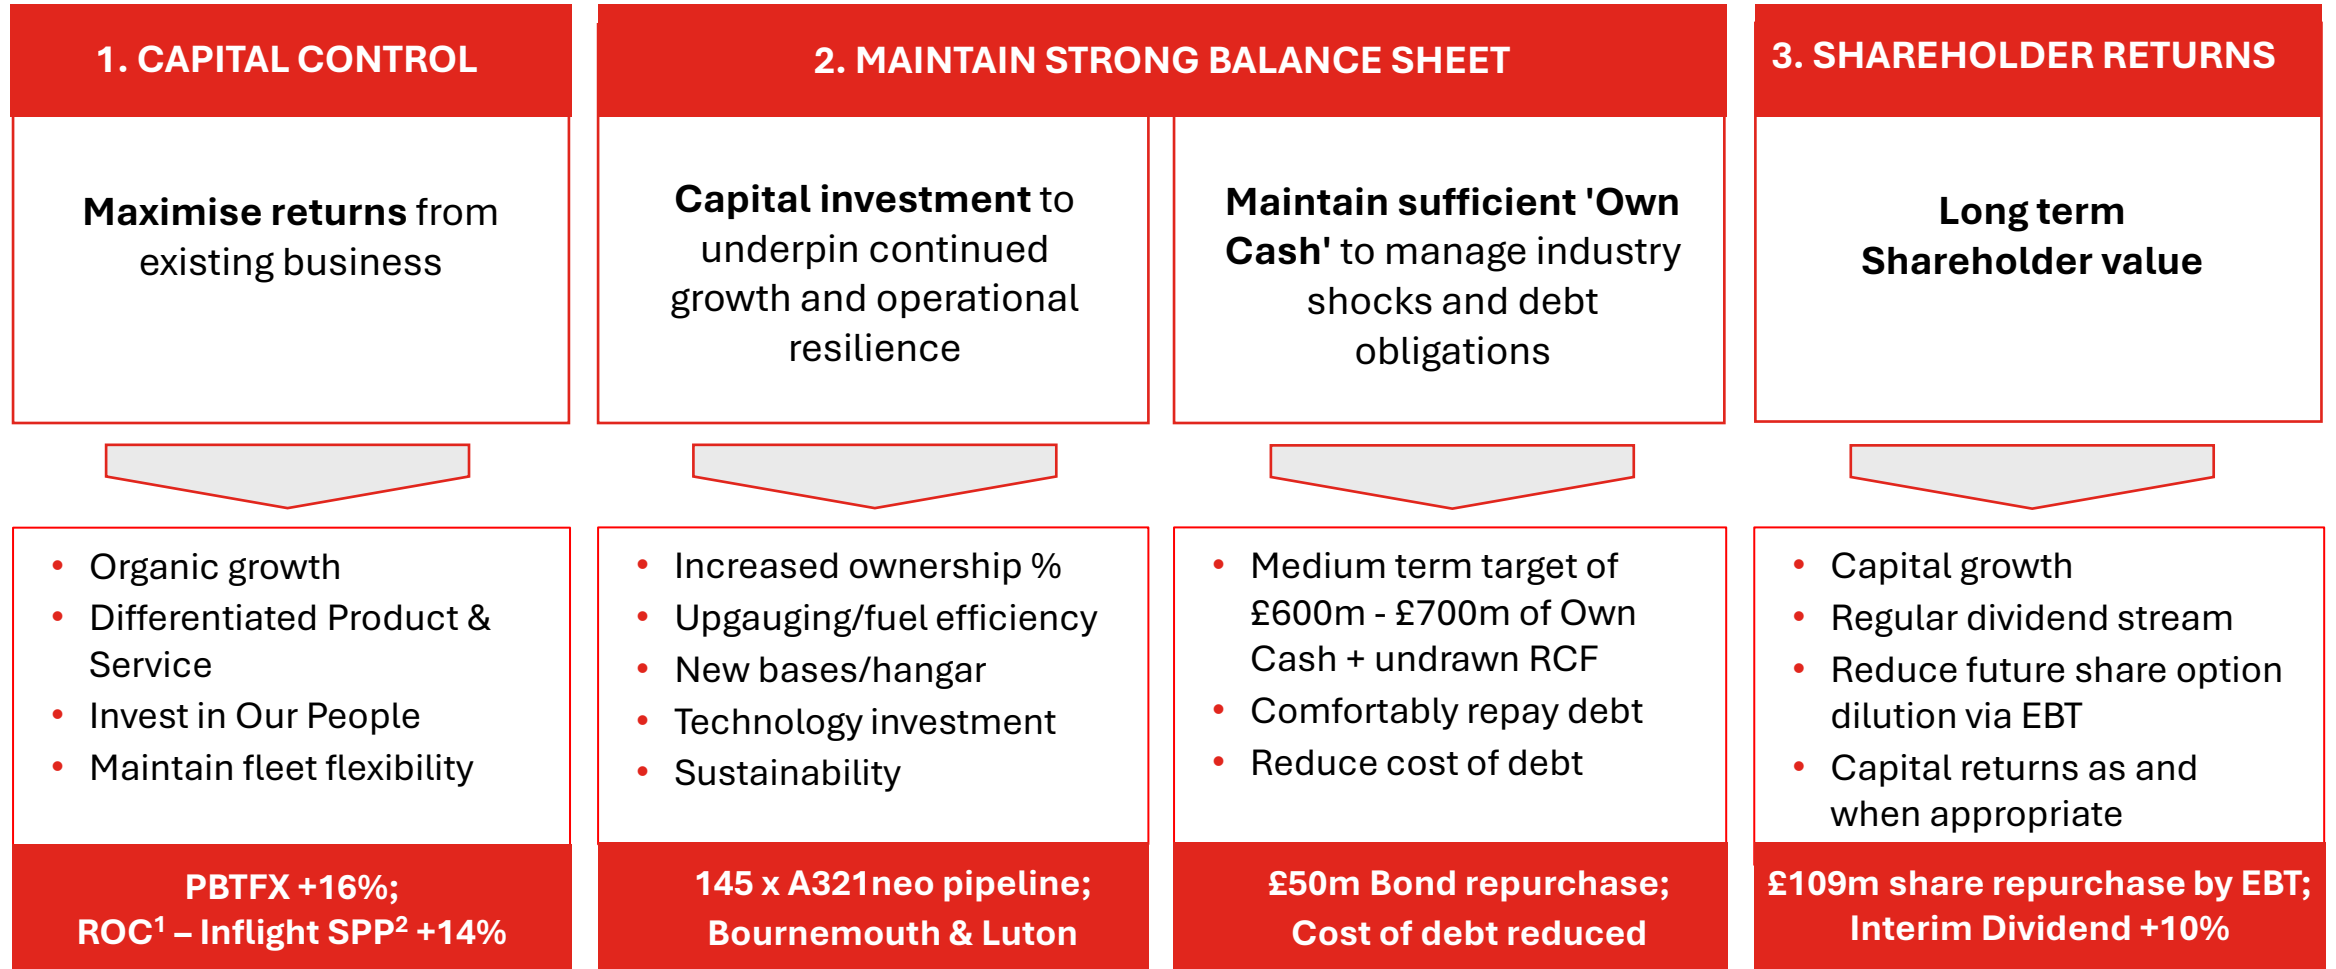 1. CAPITAL CONTROL
Maximise returns from
existing business
• Organic growth
• Differentiated Product &
Service
• Invest in Our People
• Maintain fleet flexibility
PBTFX +16%;
ROC¹ – Inflight SPP² +14%
2. MAINTAIN STRONG BALANCE SHEET
Capital investment to
underpin continued
growth and operational
resilience
• Increased ownership %
• Upgauging/fuel efficiency
• New bases/hangar
• Technology investment
• Sustainability
145 x A321neo pipeline;
Bournemouth & Luton
Maintain sufficient 'Own
Cash' to manage industry
shocks and debt
obligations
• Medium term target of
£600m - £700m of Own
Cash + undrawn RCF
• Comfortably repay debt
• Reduce cost of debt
£50m Bond repurchase;
Cost of debt reduced
3. SHAREHOLDER RETURNS
Long term
Shareholder value
• Capital growth
• Regular dividend stream
• Reduce future share option
dilution via EBT
• Capital returns as and
when appropriate
£109m share repurchase by EBT;
Interim Dividend +10%